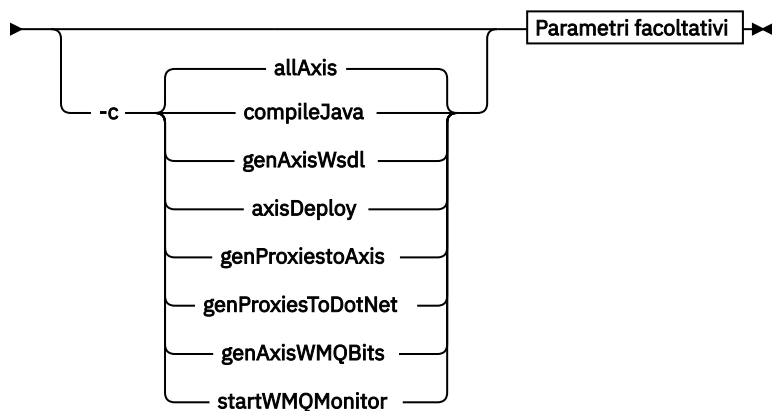 Parametri facoltativi
allAxis
-c
compileJava
genAxisWsdl
axisDeploy
genProxiestoAxis
genProxiesToDotNet
genAxisWMQBits
startWMQMonitor